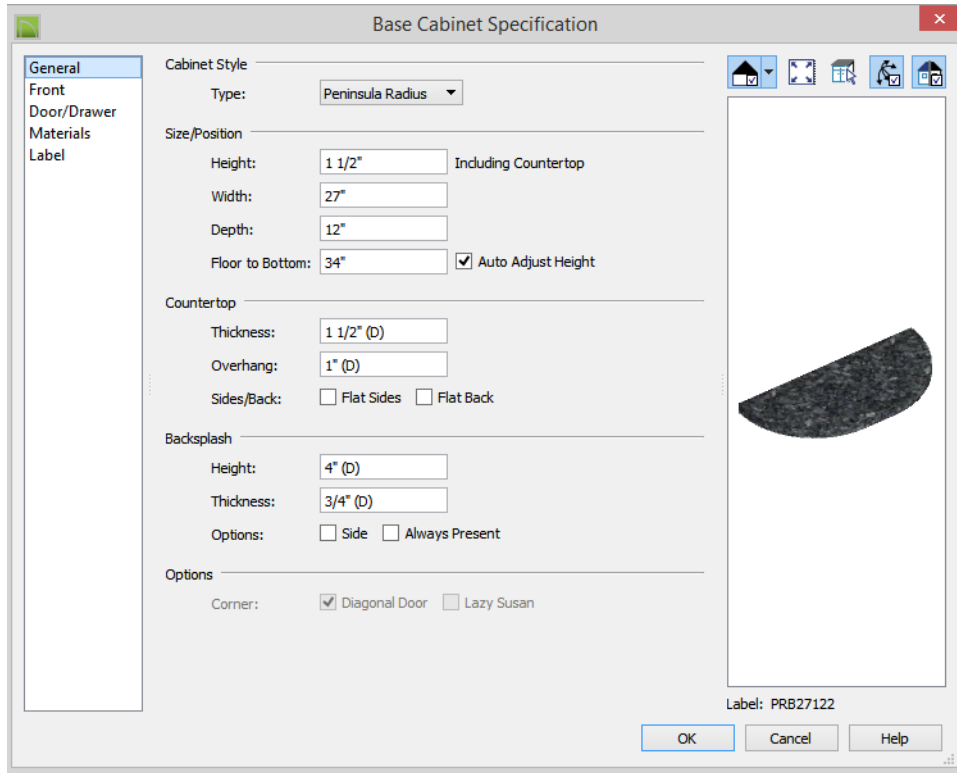 Base Cabinet Specification
General
Front
Door/Drawer
Materials
Label
Cabinet Style
Type: Peninsula Radius
Size/Position
Height: 1 1/2" Including Countertop
Width: 27"
Depth: 12"
Floor to Bottom: 34" Auto Adjust Height
Countertop
Thickness: 1 1/2" (D)
Overhang: 1" (D)
Sides/Back: Flat Sides Flat Back
Backsplash
Height: 4" (D)
Thickness: 3/4" (D)
Options: Side Always Present
Options
Corner: Diagonal Door Lazy Susan
Label: PRB27122
OK Cancel Help